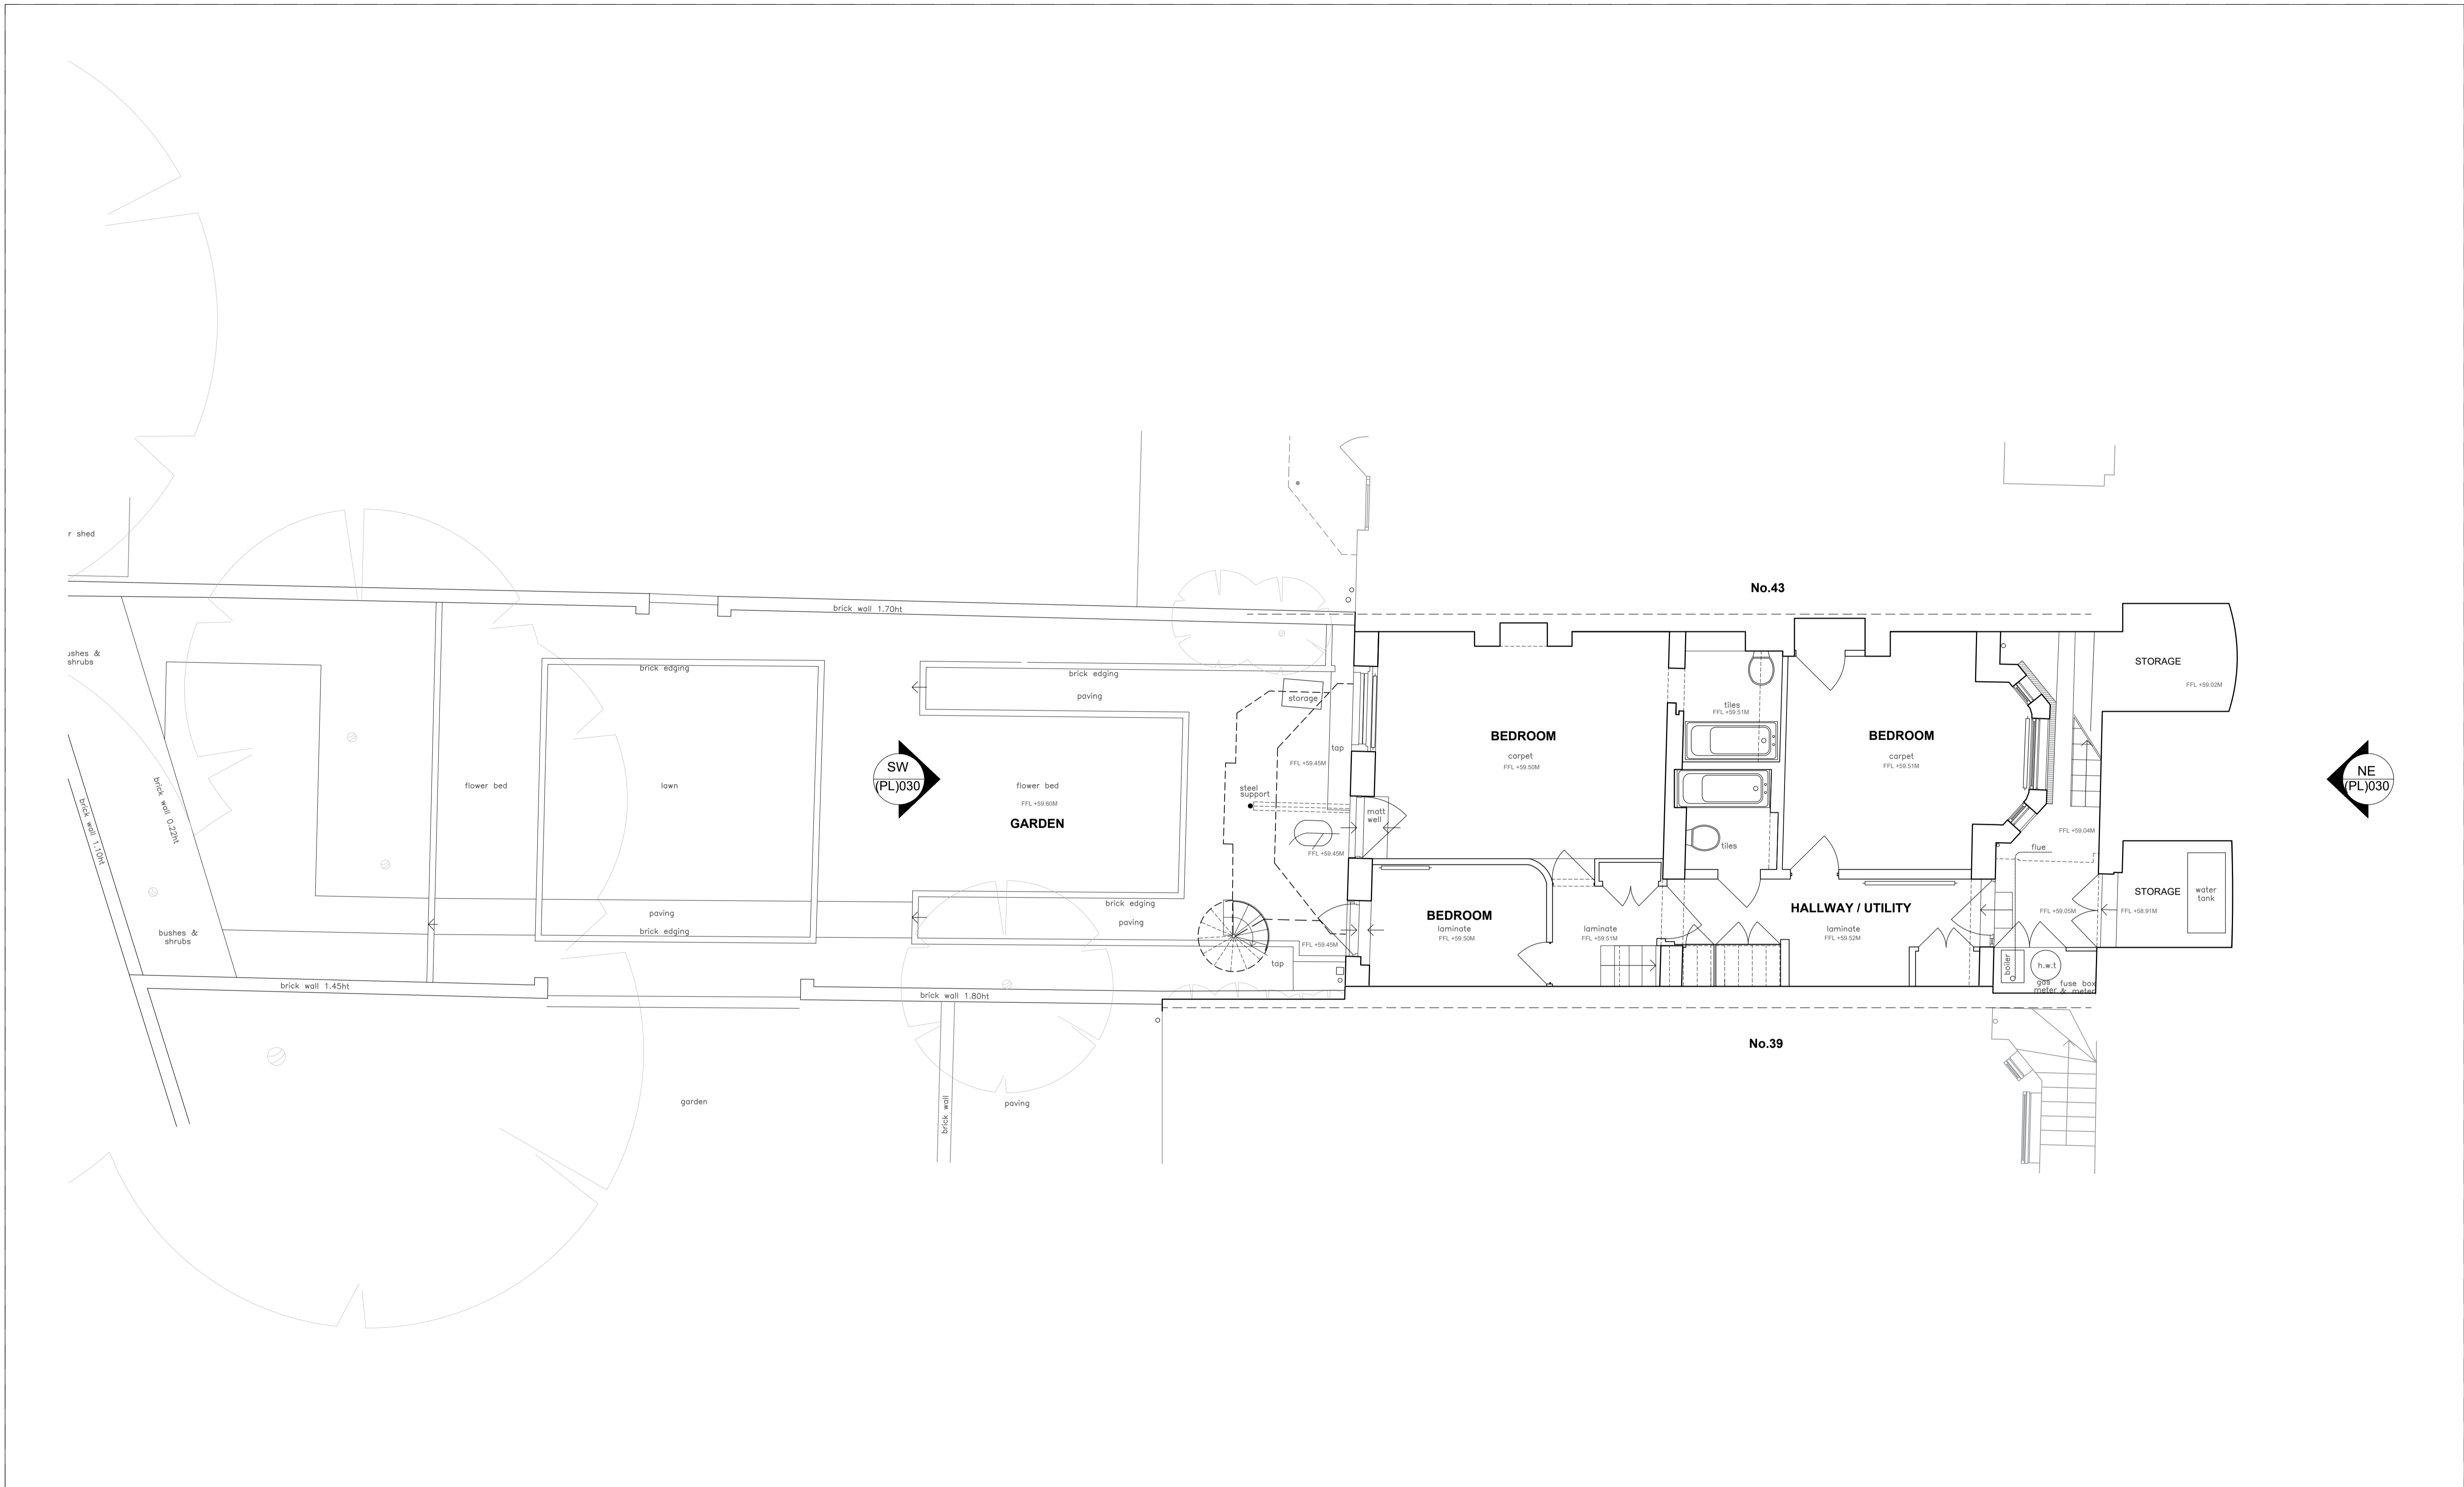 r shed
No.43
brick wall 1.70ht
shes &
shrubs
brick edging
brick edging
STORAGE
FFL +59.02M
paving
storage
tiles
FFL +59.51M
tap
BEDROOM
carpet
FFL +59.50M
BEDROOM
carpet
FFL +59.51M
FFL +59.45M
SW
(PL)030
NE
(PL)030
flower bed
lawn
flower bed
FFL +59.60M
GARDEN
steel
support
matt
well
brick wall 0.22ht
brick wall 1.10ht
FFL +59.45M
tiles
FFL +59.04M
flue
STORAGE
water
tank
brick edging
paving
paving
BEDROOM
laminate
FFL +59.50M
HALLWAY / UTILITY
laminate
FFL +59.52M
laminate
FFL +59.51M
FFL +59.05M
FFL +58.91M
brick edging
bushes &
shrubs
FFL +59.45M
tap
boiler
h.w.t
gas
meter
fuse box
& meter
brick wall 1.45ht
brick wall 1.80ht
No.39
garden
brick wall
paving